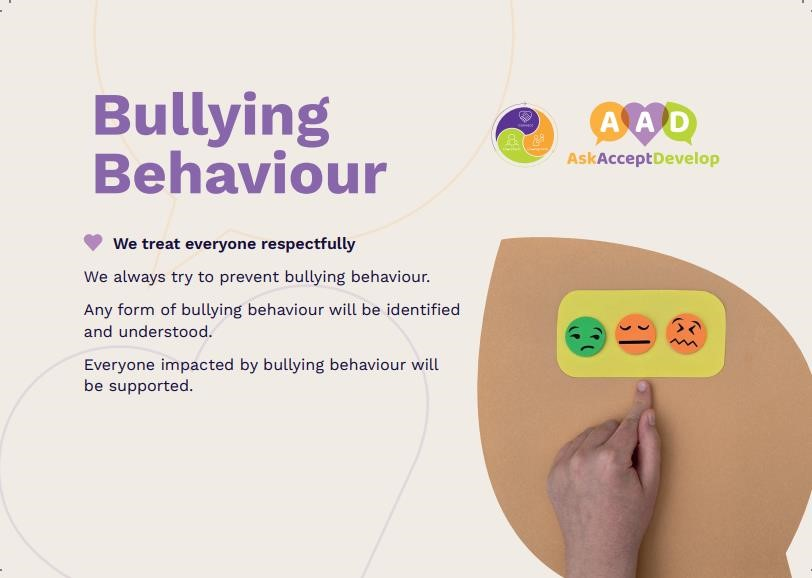 Bullying
Behaviour
AAD
AskAcceptDevelop
We treat everyone respectfully
We always try to prevent bullying behaviour.
Any form of bullying behaviour will be identified
and understood.
Everyone impacted by bullying behaviour will
be supported.